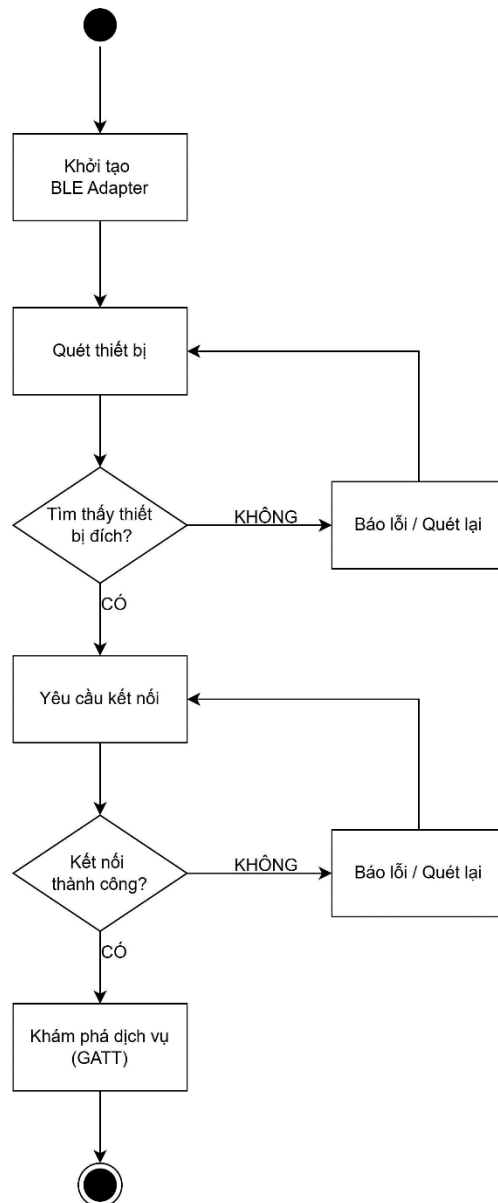 Khởi tạo
BLE Adapter
Quét thiết bị
Tìm thấy thiết
bị đích?
KHÔNG
Báo lỗi / Quét lại
CÓ
Yêu cầu kết nối
Kết nối
thành công?
KHÔNG
Báo lỗi / Quét lại
CÓ
Khám phá dịch vụ
(GATT)